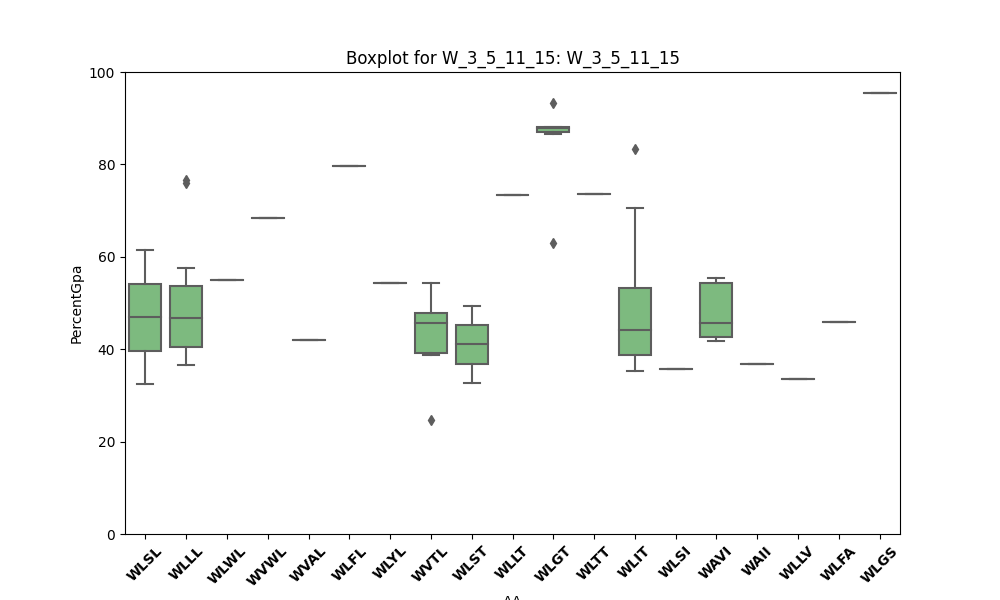 Boxplot for W_3_5_11_15: W_3_5_11_15
PercentGpa
100
80
60
40
20
0
WLSL
WLLL
WLWL
WVWL
WVAL
WLFL
WLYL
WVTL
WLST
WLLT
WLGT
WLTT
WLIT
WLSI
WAVI
WAII
WLLV
WLFA
WLGS
AA